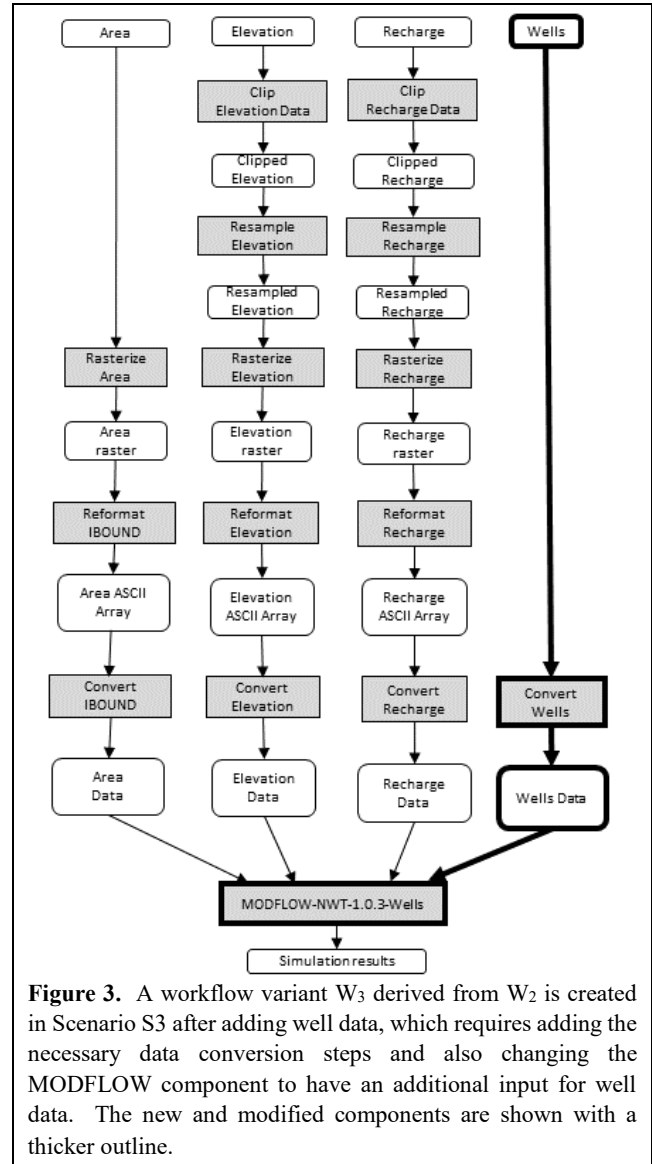 Area
Elevation
Recharge
Wells
Clip
Elevation Data
Clip
Recharge Data
Clipped
Elevation
Clipped
Recharge
Resample
Elevation
Resample
Recharge
Resampled
Elevation
Resampled
Recharge
Rasterize
Area
Rasterize
Elevation
Rasterize
Recharge
Area
raster
Elevation
raster
Recharge
raster
Reformat
IBOUND
Reformat
Elevation
Reformat
Recharge
Area ASCII
Array
Elevation
ASCII Array
Recharge
ASCII Array
Convert
IBOUND
Convert
Elevation
Convert
Recharge
Convert
Wells
Area
Data
Elevation
Data
Recharge
Data
Wells Data
MODFLOW-NWT-1.0.3-Wells
Simulation results
Figure 3. A workflow variant W3 derived from W2 is created
in Scenario S3 after adding well data, which requires adding the
necessary data conversion steps and also changing the
MODFLOW component to have an additional input for well
data. The new and modified components are shown with a
thicker outline.